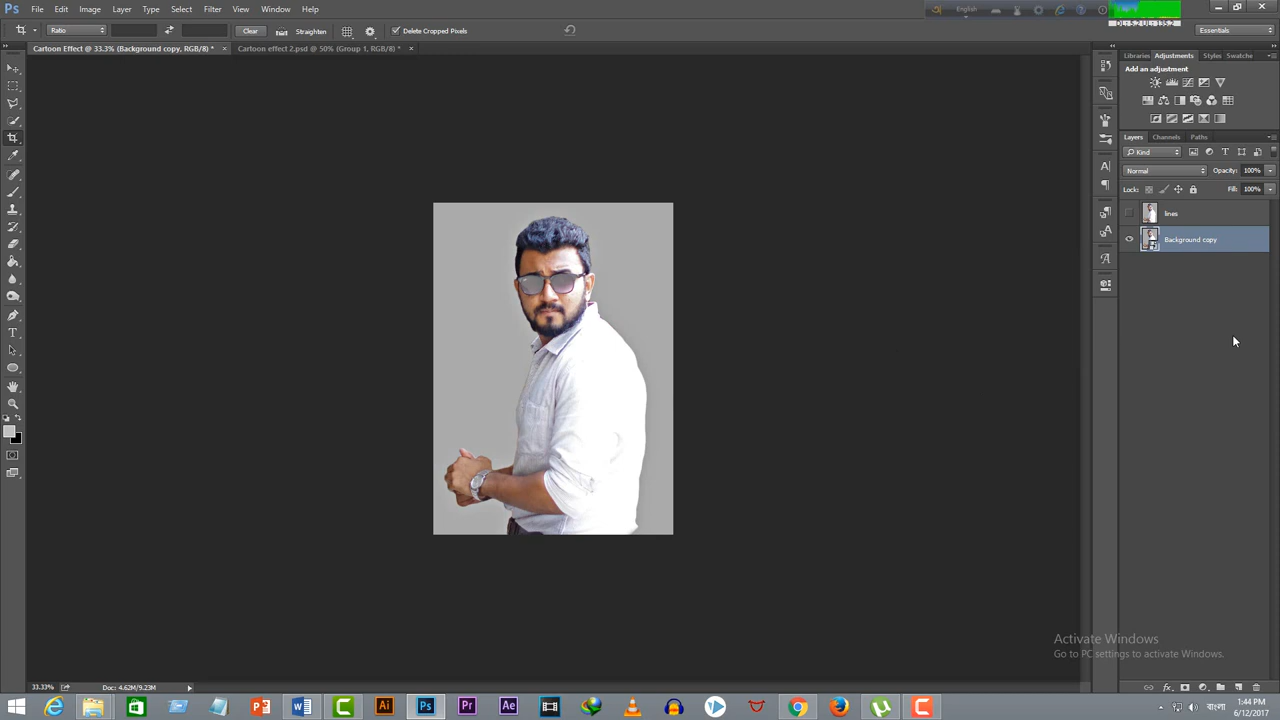 Ps File Edit Image Layer Type Select Filter View Window Help
English
Ratio Clear Straighten Delete Cropped Pixels Essentials
Cartoon Effect @ 33.3% (Background copy, RGB/8) * × Cartoon effect 2.psd @ 50% (Group 1, RGB/8) * ×
Libraries Adjustments Styles Swatche
Add an adjustment
Layers Channels Paths
Kind
Normal Opacity: 100%
Lock: Fill: 100%
lines
Background copy
Activate Windows
Go to PC settings to activate Windows.
33.33% Doc: 4.62M/9.23M
Ai Ps Pr Ae
বাংলা 1:44 PM
6/12/2017